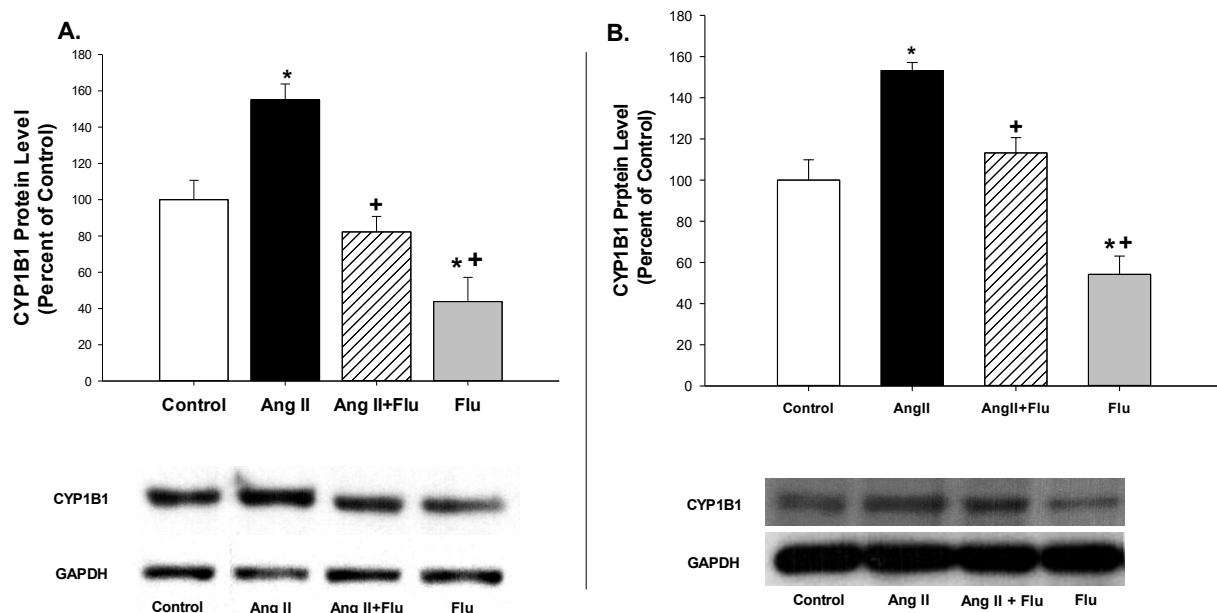 A.
CYP1B1 Protein Level
(Percent of Control)
180
160
140
120
100
80
60
40
20
0
*
+
* +
Control Ang II Ang II+Flu Flu
CYP1B1
GAPDH
Control Ang II Ang II+Flu Flu
B.
CYP1B1 Prptein Level
(Percent of Control)
180
160
140
120
100
80
60
40
20
0
*
+
* +
Control AngII AngII+Flu Flu
CYP1B1
GAPDH
Control Ang II Ang II + Flu Flu